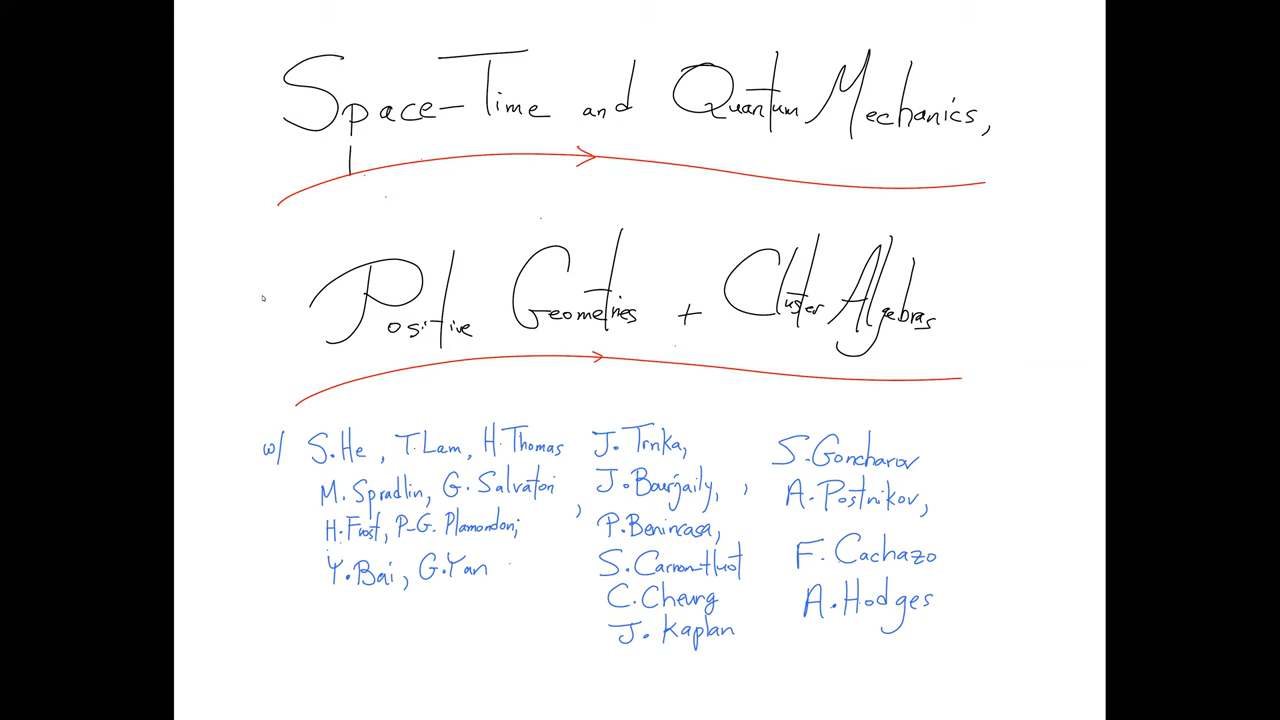 Space-Time and Quantum Mechanics,
Positive Geometries + Cluster Algebras
w/ S. He, T. Lam, H. Thomas
M. Spradlin, G. Salvatori,
H. Frost, P-G. Plamondon;
Y. Bai, G. Yan
J. Trnka,
J. Bourjaily,,
P. Benincasa,
S. Caron-Huot
C. Cheung
J. Kaplan
S. Goncharov
A. Postnikov,
F. Cachazo
A. Hodges